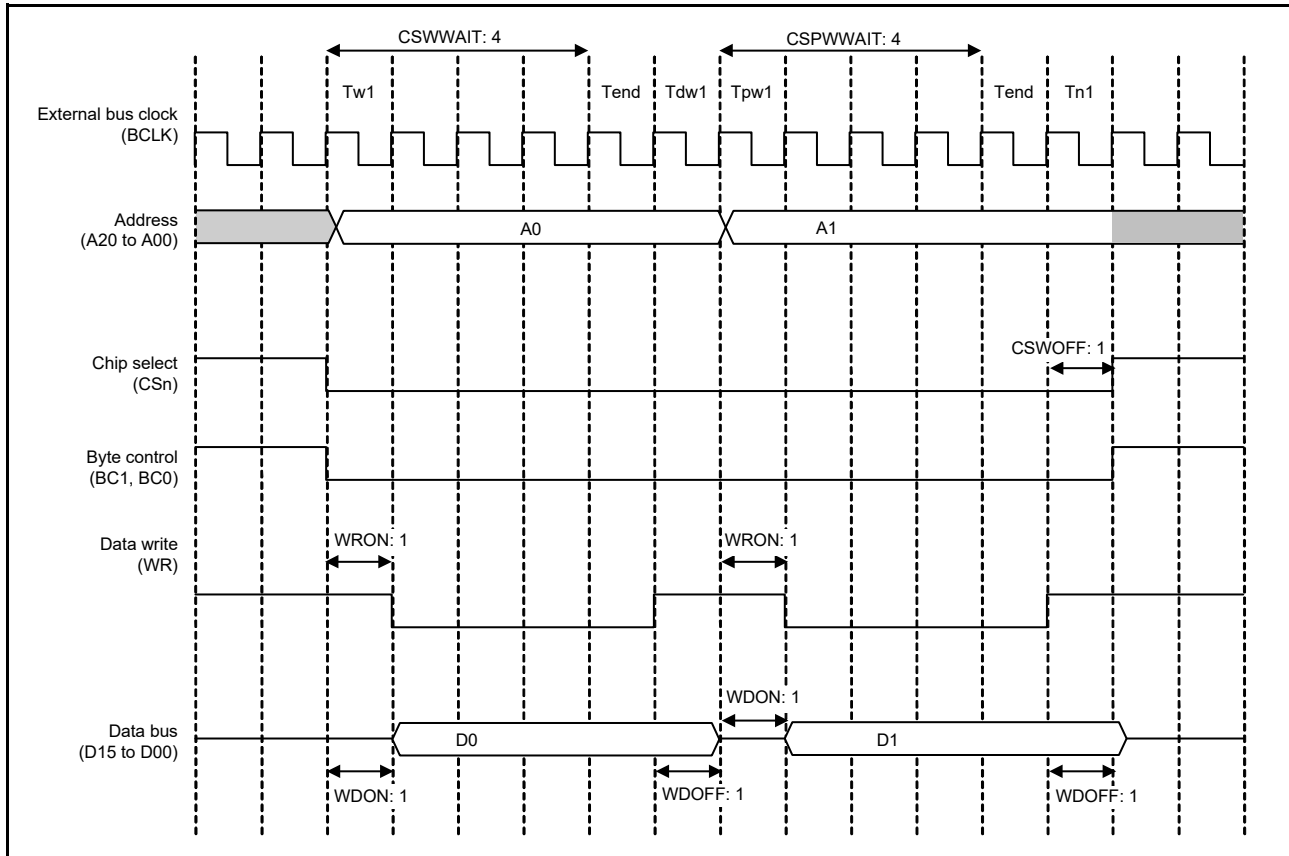 CSWWAIT: 4 CSPWWAIT: 4
Tw1 Tend Tdw1 Tpw1 Tend Tn1
External bus clock
(BCLK)
Address
(A20 to A00)
A0 A1
CSWOFF: 1
Chip select
(CSn)
Byte control
(BC1, BC0)
Data write
(WR)
WRON: 1 WRON: 1
WDON: 1
Data bus
(D15 to D00)
D0 D1
WDON: 1 WDOFF: 1 WDOFF: 1